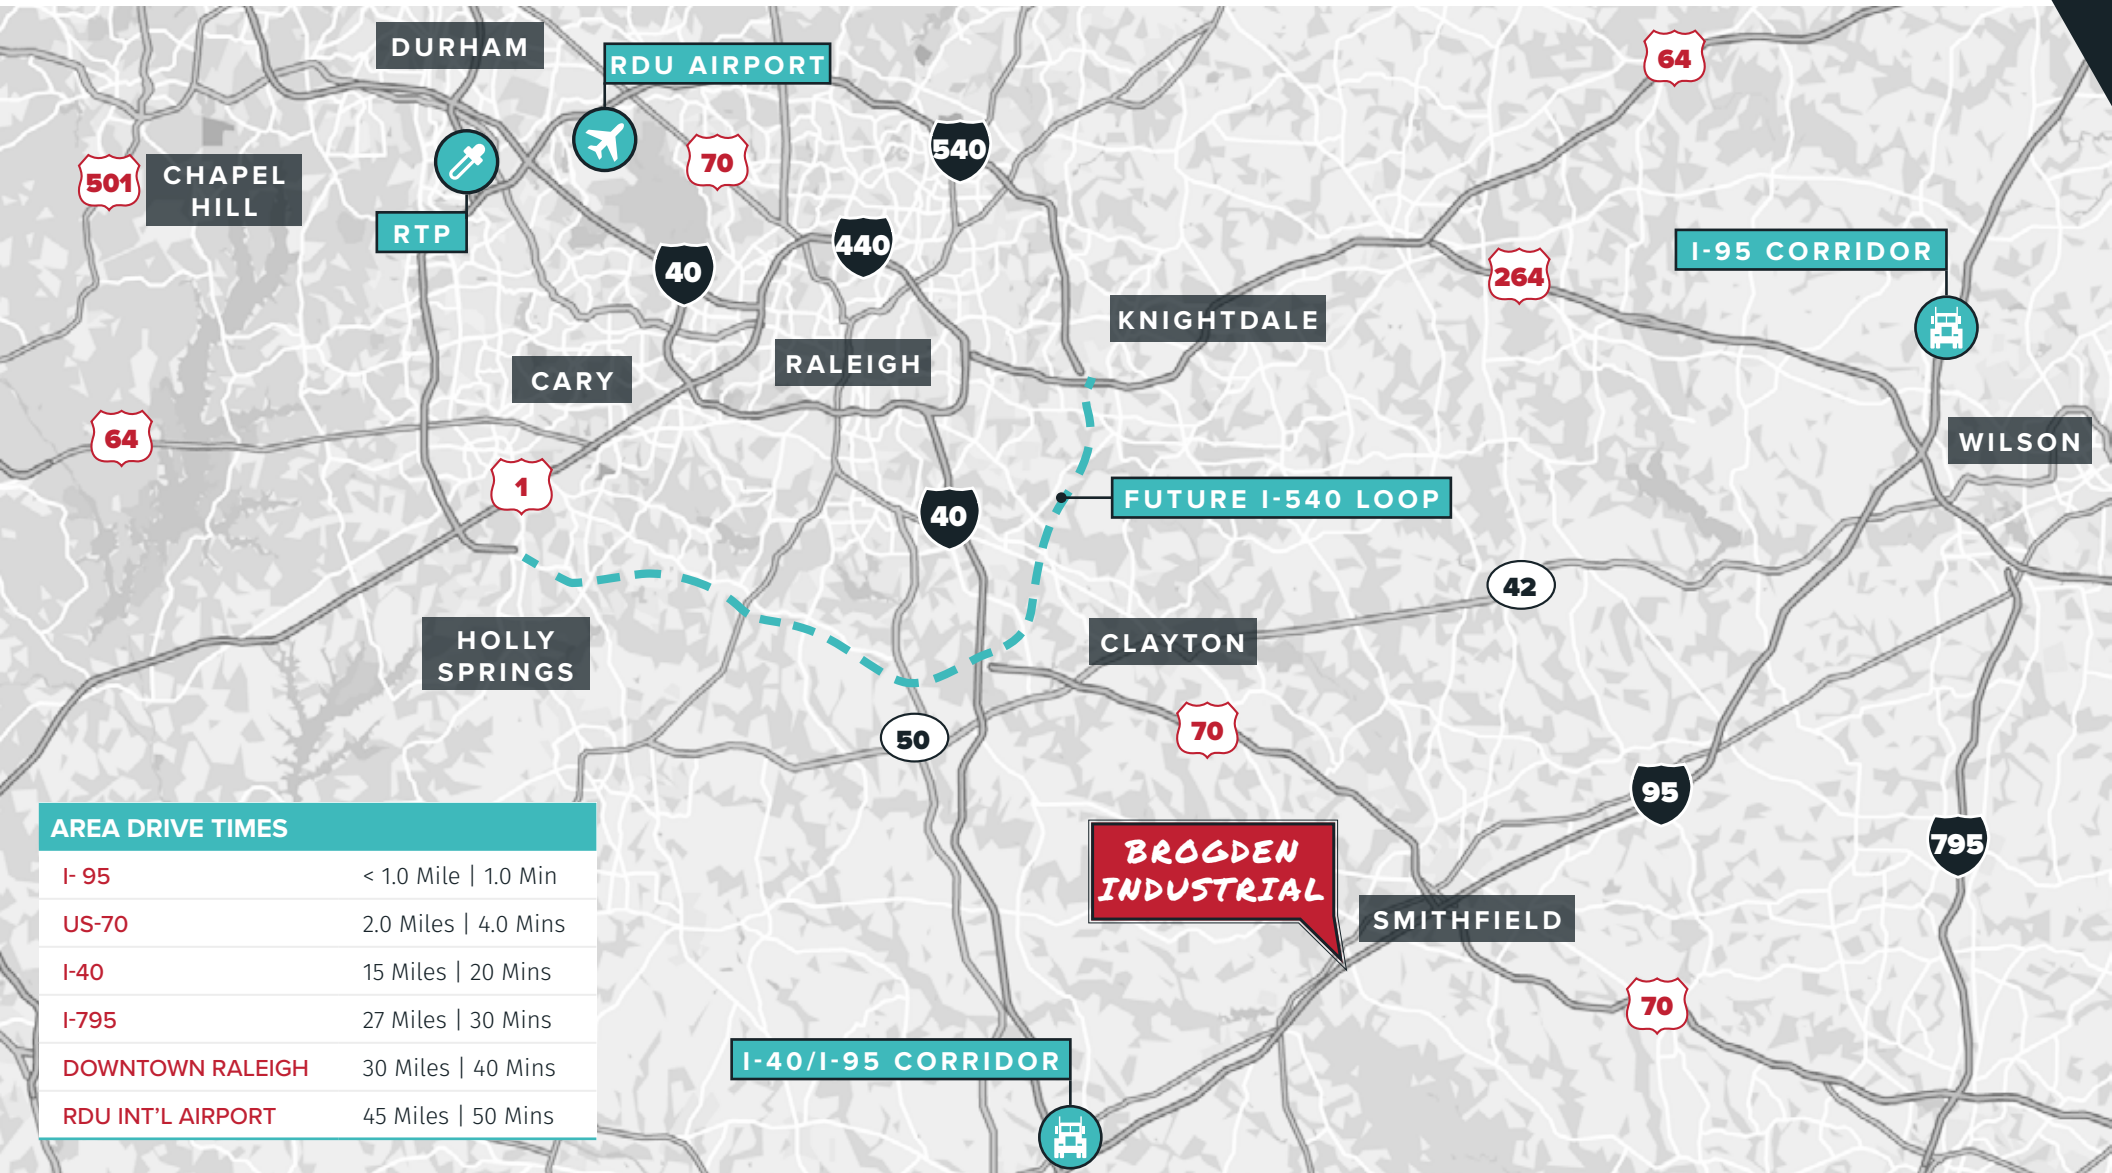 DURHAM
RDU AIRPORT
64
540
70
501
CHAPEL
HILL
RTP
440
40
I-95 CORRIDOR
264
KNIGHTDALE
RALEIGH
CARY
64
WILSON
1
40
FUTURE I-540 LOOP
42
HOLLY
SPRINGS
CLAYTON
50
70
95
795
BROGDEN
INDUSTRIAL
SMITHFIELD
70
I-40/I-95 CORRIDOR
AREA DRIVE TIMES
I- 95 < 1.0 Mile | 1.0 Min
US-70 2.0 Miles | 4.0 Mins
I-40 15 Miles | 20 Mins
I-795 27 Miles | 30 Mins
DOWNTOWN RALEIGH 30 Miles | 40 Mins
RDU INT’L AIRPORT 45 Miles | 50 Mins